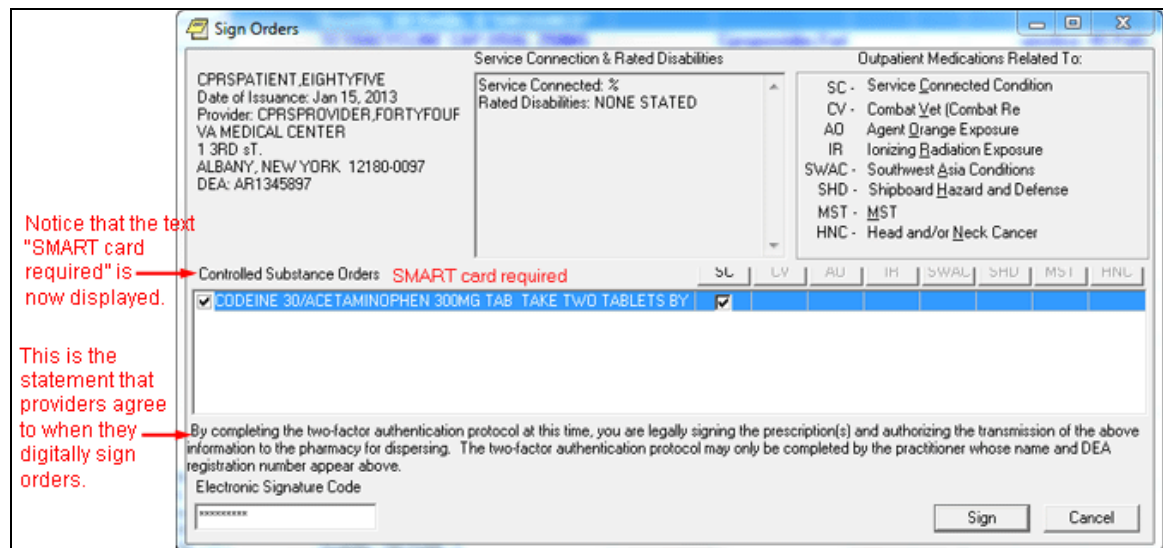 Sign Orders
CPRSPATIENT,EIGHTYFIVE
Date of Issuance: Jan 15, 2013
Provider: CPRSPROVIDER,FORTYFOUF
VA MEDICAL CENTER
1 3RD sT.
ALBANY, NEW YORK 12180-0097
DEA: AR1345897
Service Connection & Rated Disabilities
Service Connected: %
Rated Disabilities: NONE STATED
Outpatient Medications Related To:
SC - Service Connected Condition
CV - Combat Vet (Combat Re
AO Agent Orange Exposure
IR Ionizing Radiation Exposure
SWAC - Southwest Asia Conditions
SHD - Shipboard Hazard and Defense
MST - MST
HNC - Head and/or Neck Cancer
Notice that the text
"SMART card
required" is
now displayed.
Controlled Substance Orders SMART card required SC CV AO IR SWAC SHD MST HNC
CODEINE 30/ACETAMINOPHEN 300MG TAB TAKE TWO TABLETS BY
This is the
statement that
providers agree
to when they
digitally sign
orders.
By completing the two-factor authentication protocol at this time, you are legally signing the prescription(s) and authorizing the transmission of the above
information to the pharmacy for dispersing. The two-factor authentication protocol may only be completed by the practitioner whose name and DEA
registration number appear above.
Electronic Signature Code
*********
Sign Cancel